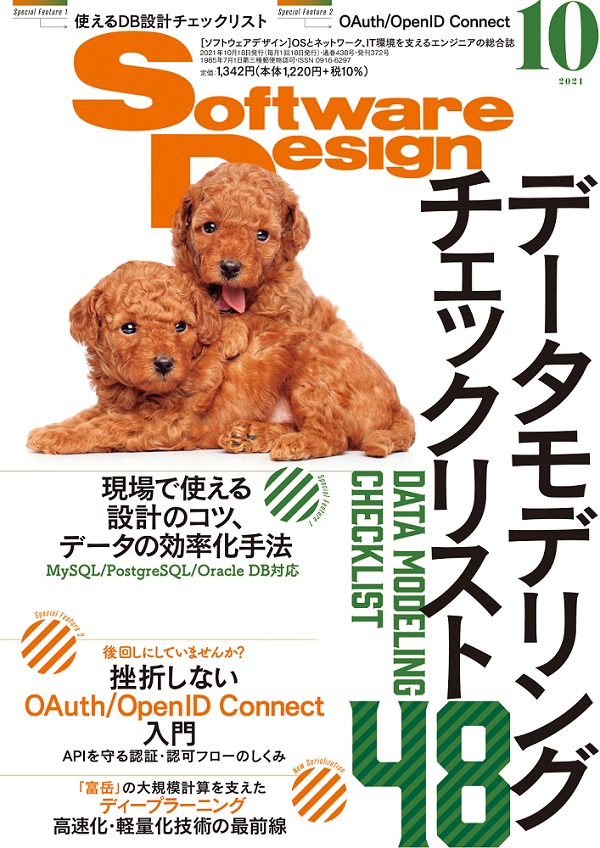 Special Feature 1
使えるDB設計チェックリスト
Special Feature 2
OAuth/OpenID Connect
10
2021
[ソフトウェアデザイン]OSとネットワーク、IT環境を支えるエンジニアの総合誌
2021年10月18日発行(毎月1回18日発行)・通巻438号・発刊372号
1985年7月1日第三種郵便物認可・ISSN 0916-6297
定価:1,342円(本体1,220円+税10%)
Software
Design
データモデリング
チェックリスト
48
DATA MODELING
CHECKLIST
Special Feature 1
現場で使える
設計のコツ、
データの効率化手法
MySQL/PostgreSQL/Oracle DB対応
Special Feature 2
後回しにしていませんか?
挫折しない
OAuth/OpenID Connect
入門
APIを守る認証・認可フローのしくみ
New Serialization
「富岳」の大規模計算を支えた
ディープラーニング
高速化・軽量化技術の最前線